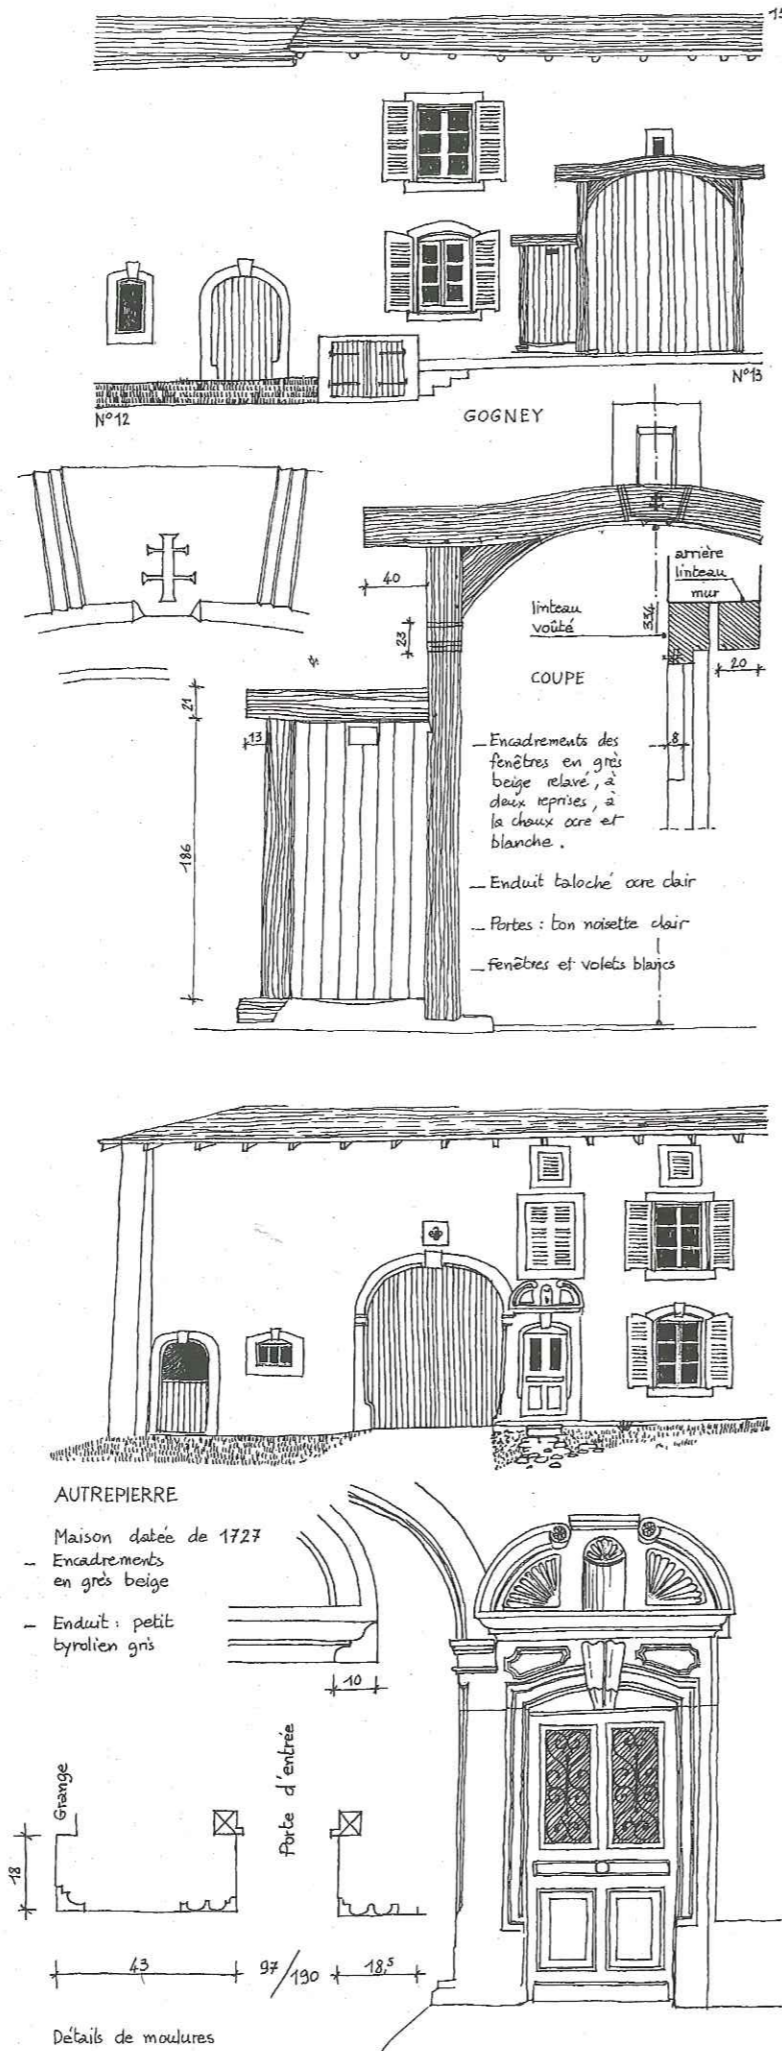 N°12
N°13
GOGNEY
40
23
334
arrière
linteau
mur
linteau
voûté
20
COUPE
21
13
186
8
— Encadrements des
fenêtres en grès
beige relavé, à
deux reprises, à
la chaux ocre et
blanche.
— Enduit taloché ocre clair
— Portes : ton noisette clair
— fenêtres et volets blancs
AUTREPIERRE
Maison datée de 1727
— Encadrements
en grès beige
— Enduit : petit
tyrolien gris
10
Grange
Porte d'entrée
18
43
97/190
18,5
Détails de moulures